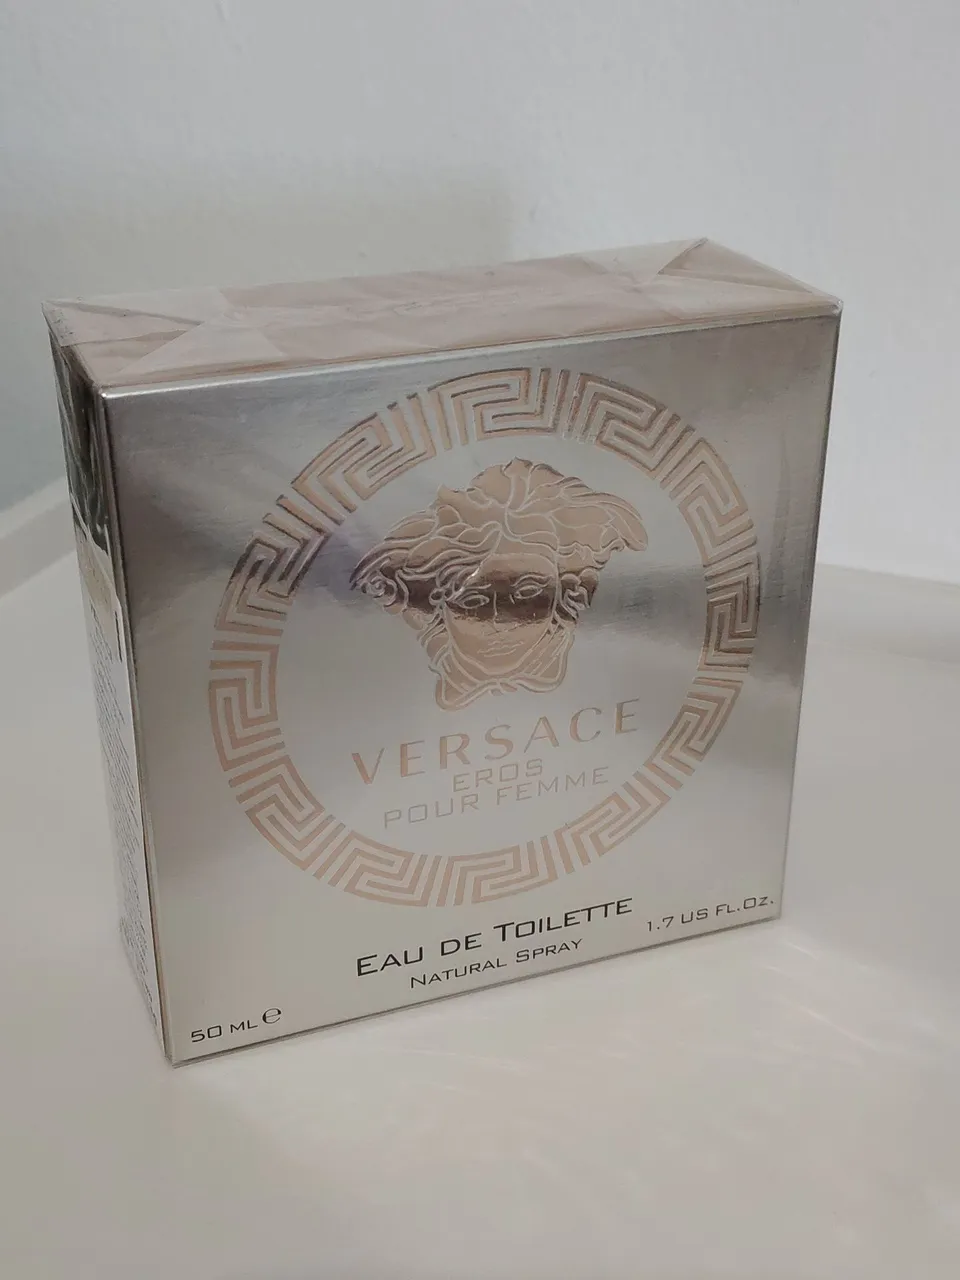 VERSACE
EROS
POUR FEMME
EAU DE TOILETTE
NATURAL SPRAY
1.7 US FL.OZ.
50 ML ℮